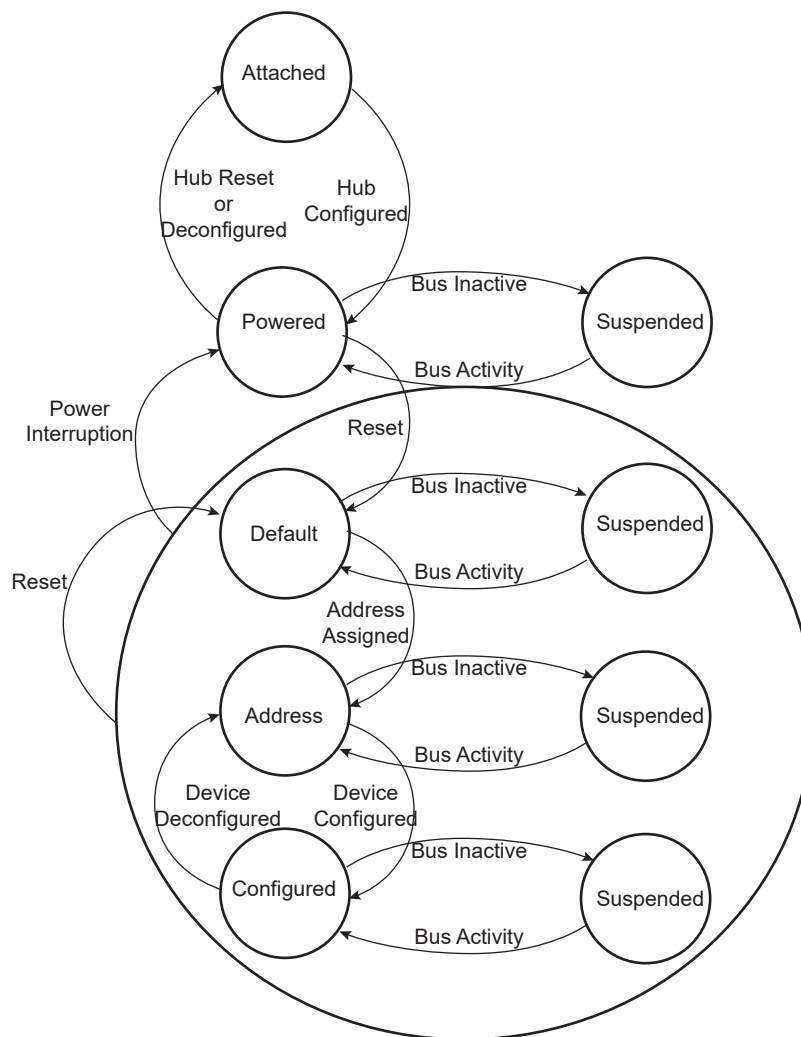 Attached
Hub Reset
or
Deconfigured
Hub
Configured
Powered
Bus Inactive
Suspended
Bus Activity
Power
Interruption
Reset
Default
Bus Inactive
Suspended
Bus Activity
Reset
Address
Assigned
Address
Bus Inactive
Suspended
Bus Activity
Device
Deconfigured
Device
Configured
Configured
Bus Inactive
Suspended
Bus Activity